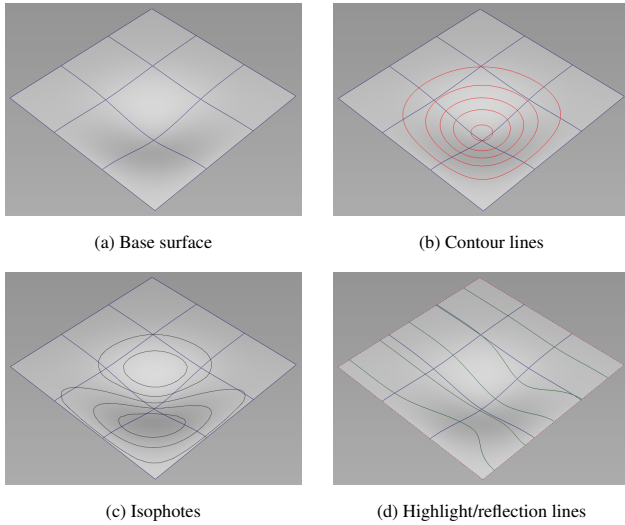 (a) Base surface
(b) Contour lines
(c) Isophotes
(d) Highlight/reflection lines